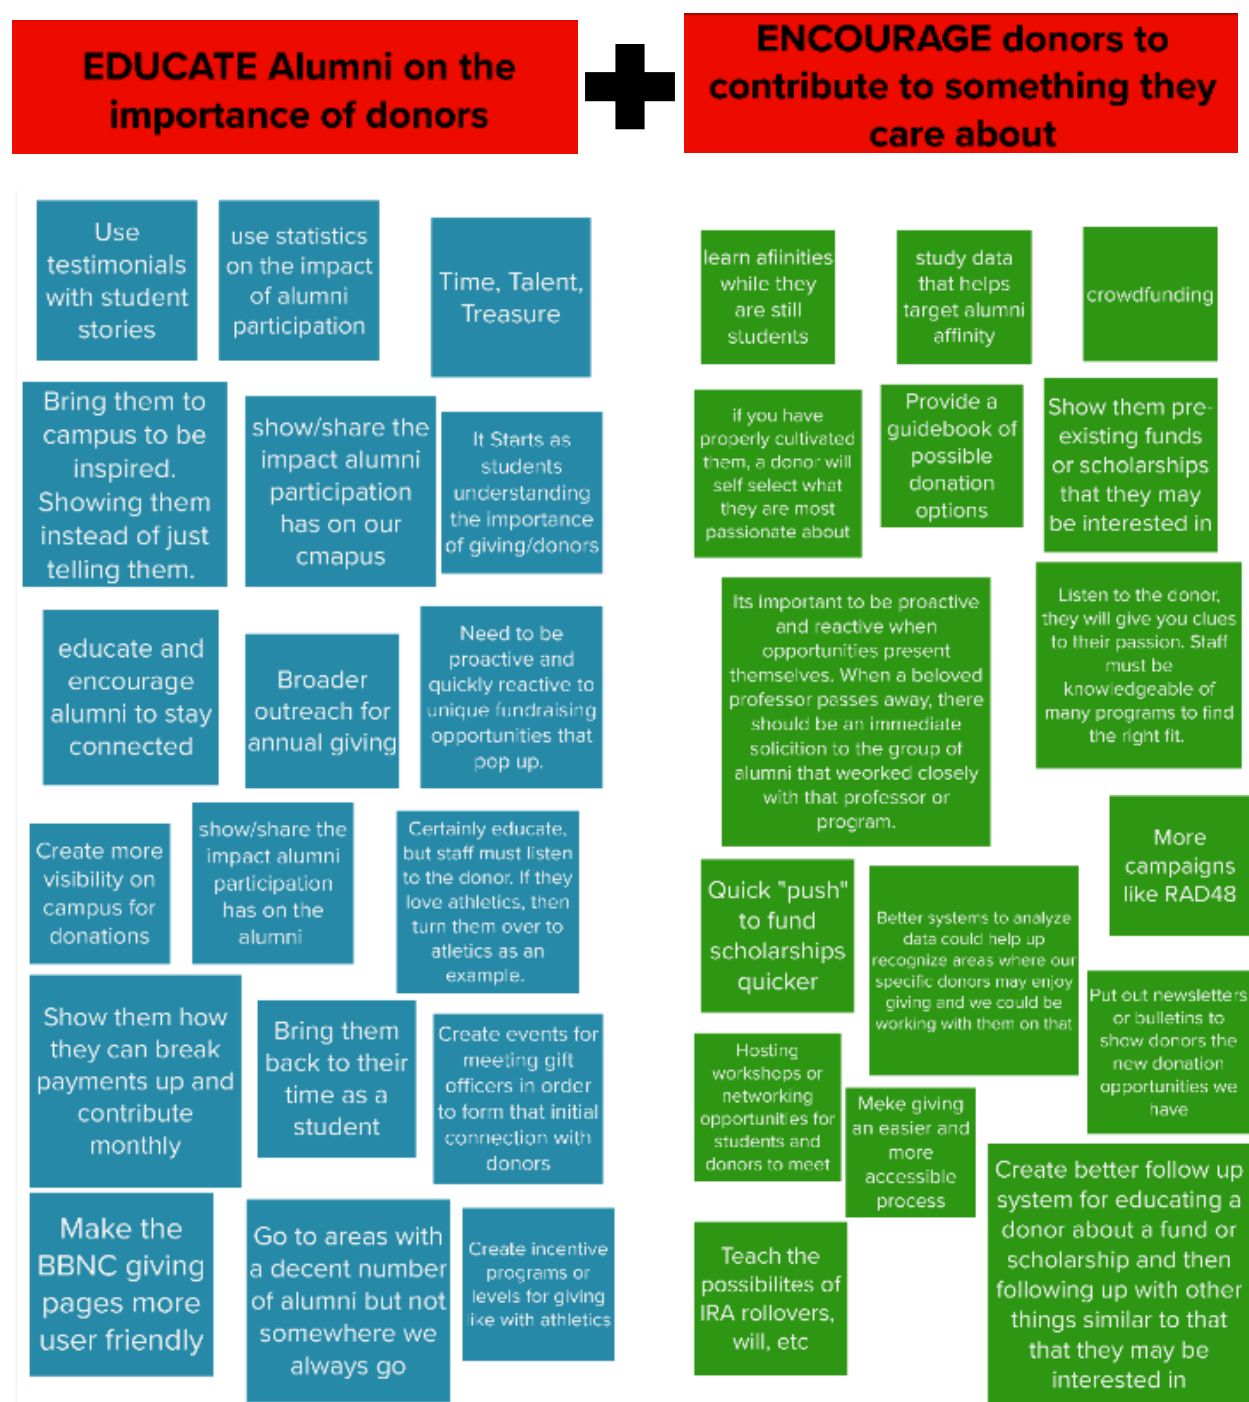 EDUCATE Alumni on the
importance of donors
ENCOURAGE donors to
contribute to something they
care about
Use
testimonials
with student
stories
use statistics
on the impact
of alumni
participation
Time, Talent,
Treasure
Bring them to
campus to be
inspired.
Showing them
instead of just
telling them.
show/share the
impact alumni
participation
has on our
cmapus
It Starts as
students
understanding
the importance
of giving/donors
educate and
encourage
alumni to stay
connected
Broader
outreach for
annual giving
Need to be
proactive and
quickly reactive to
unique fundraising
opportunities that
pop up.
Create more
visibility on
campus for
donations
show/share the
impact alumni
participation
has on the
alumni
Certainly educate,
but staff must listen
to the donor. If they
love athletics, then
turn them over to
atletics as an
example.
Show them how
they can break
payments up and
contribute
monthly
Bring them
back to their
time as a
student
Create events for
meeting gift
officers in order
to form that initial
connection with
donors
Make the
BBNC giving
pages more
user friendly
Go to areas with
a decent number
of alumni but not
somewhere we
always go
Create incentive
programs or
levels for giving
like with athletics
learn afiinities
while they
are still
students
study data
that helps
target alumni
affinity
crowdfunding
if you have
properly cultivated
them, a donor will
self select what
they are most
passionate about
Provide a
guidebook of
possible
donation
options
Show them pre-
existing funds
or scholarships
that they may
be interested in
Its important to be proactive
and reactive when
opportunities present
themselves. When a beloved
professor passes away, there
should be an immediate
solicition to the group of
alumni that weorked closely
with that professor or
program.
Listen to the donor,
they will give you clues
to their passion. Staff
must be
knowledgeable of
many programs to find
the right fit.
More
campaigns
like RAD48
Quick "push"
to fund
scholarships
quicker
Better systems to analyze
data could help up
recognize areas where our
specific donors may enjoy
giving and we could be
working with them on that
Put out newsletters
or bulletins to
show donors the
new donation
opportunities we
have
Hosting
workshops or
networking
opportunities for
students and
donors to meet
Meke giving
an easier and
more
accessible
process
Create better follow up
system for educating a
donor about a fund or
scholarship and then
following up with other
things similar to that
that they may be
interested in
Teach the
possibilites of
IRA rollovers,
will, etc